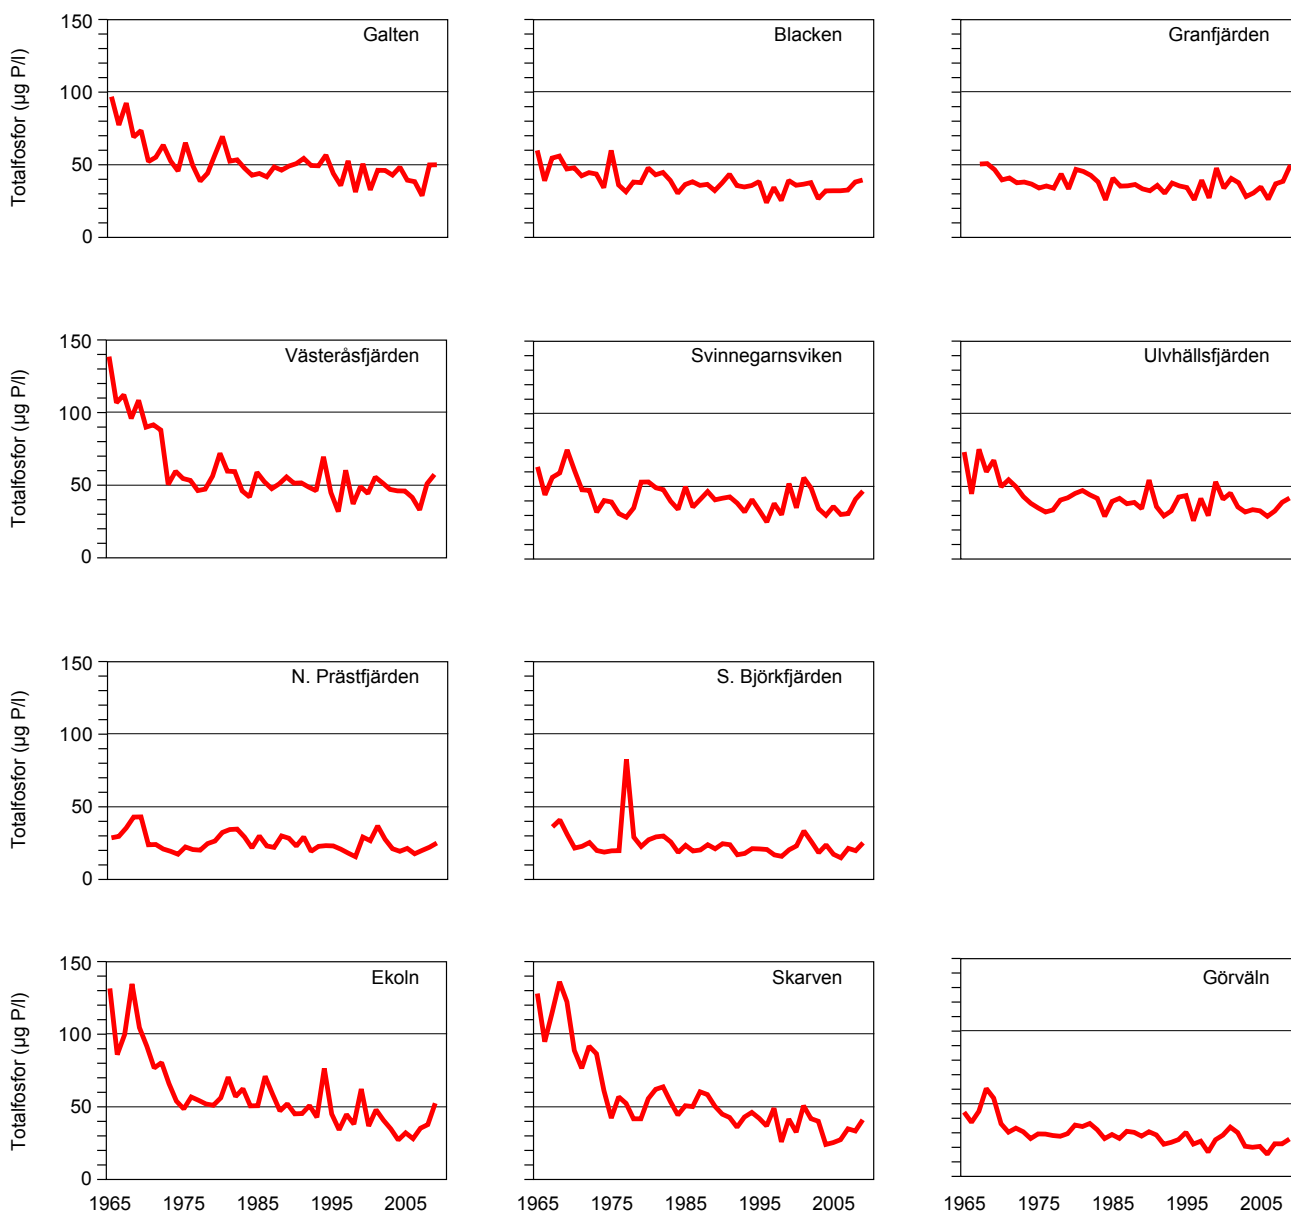 150 Galten Blacken Granfjärden
100
50
0
Totalfosfor (µg P/l)
150 Västeråsfjärden Svinnegarnsviken Ulvhällsfjärden
100
50
0
Totalfosfor (µg P/l)
150 N. Prästfjärden S. Björkfjärden
100
50
0
Totalfosfor (µg P/l)
150 Ekoln Skarven Görväln
100
50
0
Totalfosfor (µg P/l)
1965 1975 1985 1995 2005 1965 1975 1985 1995 2005 1965 1975 1985 1995 2005